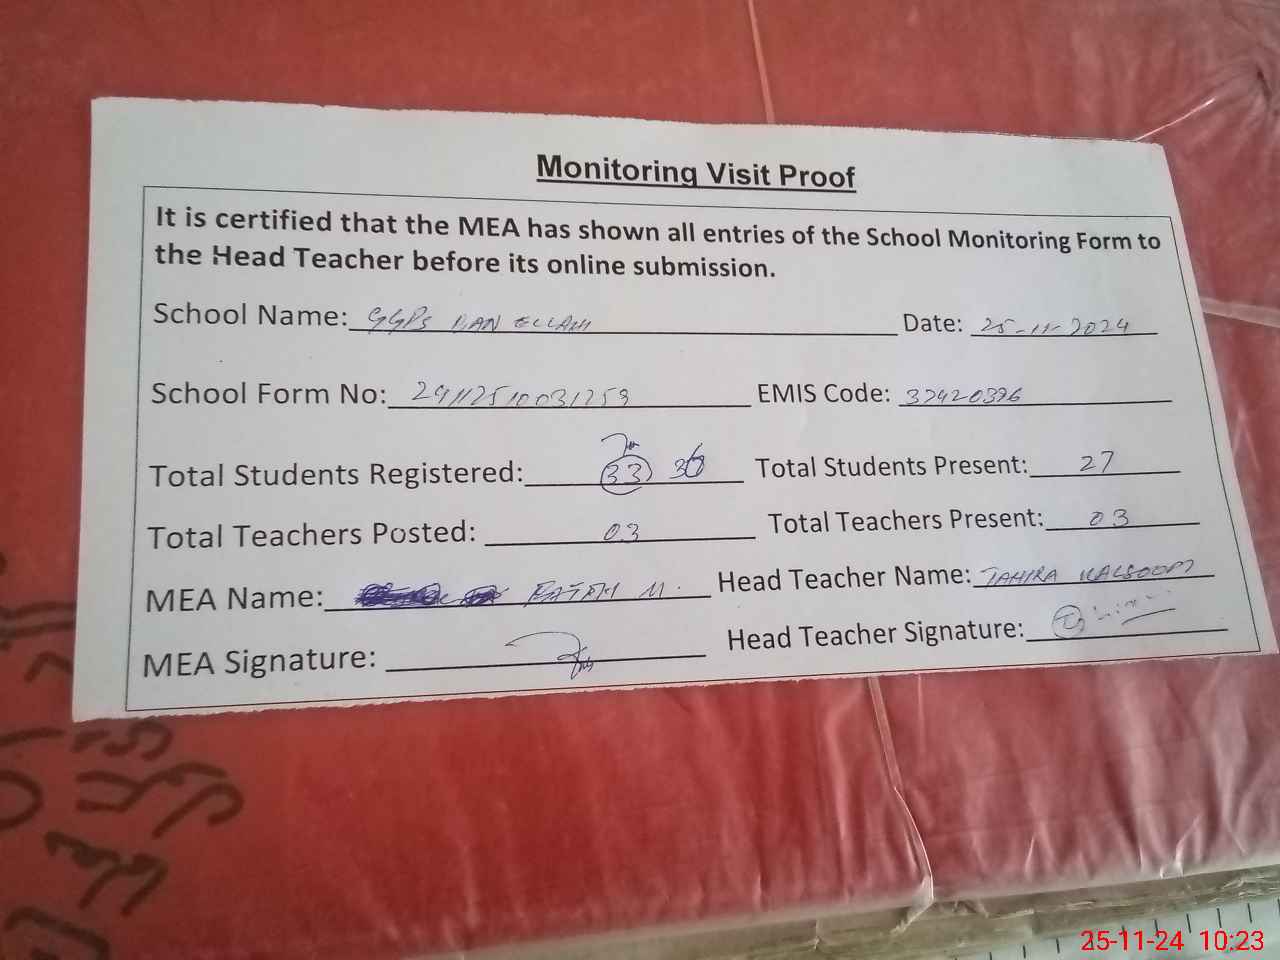 Monitoring Visit Proof
It is certified that the MEA has shown all entries of the School Monitoring Form to
the Head Teacher before its online submission.
School Name: GGPS Date: 25-11-2024
School Form No: EMIS Code: 37420396
Total Students Registered: 33 Total Students Present: 27
Total Teachers Posted: 03 Total Teachers Present: 03
MEA Name: M. Head Teacher Name: TAHIRA KALSOOM
MEA Signature: Head Teacher Signature:
25-11-24 10:23